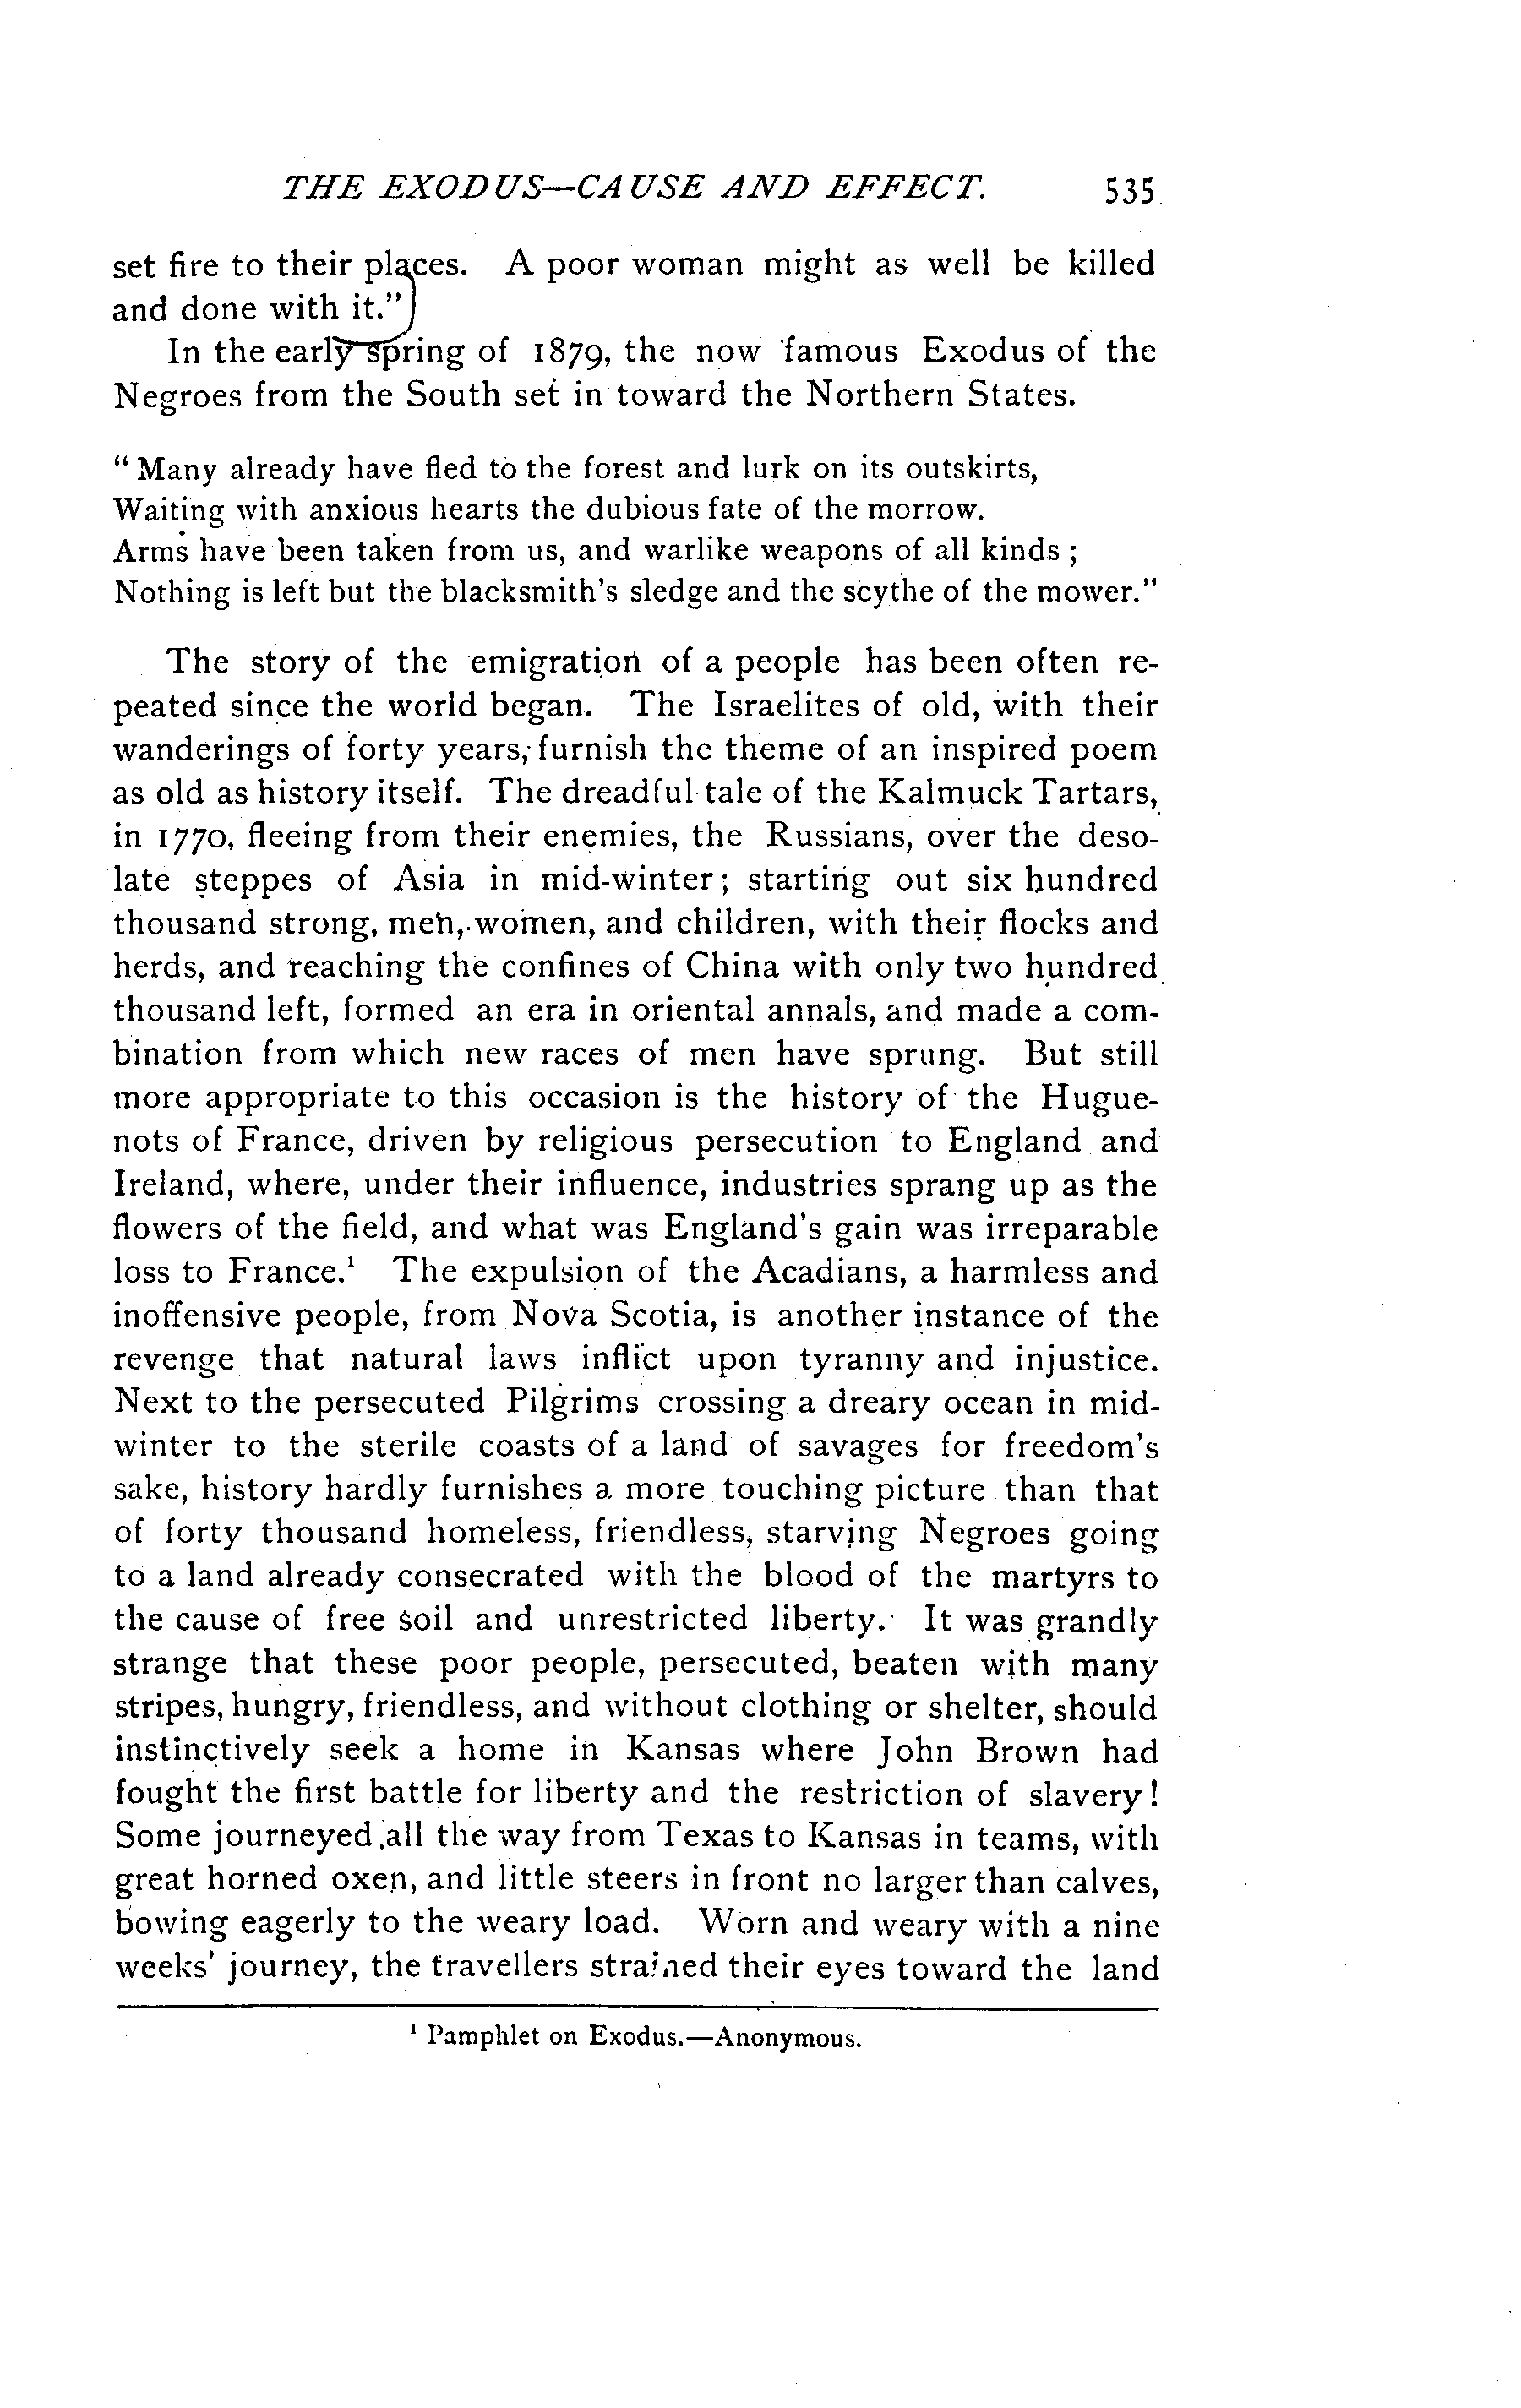 THE EXODUS—CAUSE AND EFFECT. 535
set fire to their places. A poor woman might as well be killed
and done with it."
In the early spring of 1879, the now famous Exodus of the
Negroes from the South set in toward the Northern States.
" Many already have fled to the forest and lurk on its outskirts,
Waiting with anxious hearts the dubious fate of the morrow.
Arms have been taken from us, and warlike weapons of all kinds ;
Nothing is left but the blacksmith's sledge and the scythe of the mower."
The story of the emigration of a people has been often re-
peated since the world began. The Israelites of old, with their
wanderings of forty years, furnish the theme of an inspired poem
as old as history itself. The dreadful tale of the Kalmuck Tartars,
in 1770, fleeing from their enemies, the Russians, over the deso-
late steppes of Asia in mid-winter; starting out six hundred
thousand strong, men, women, and children, with their flocks and
herds, and reaching the confines of China with only two hundred
thousand left, formed an era in oriental annals, and made a com-
bination from which new races of men have sprung. But still
more appropriate to this occasion is the history of the Hugue-
nots of France, driven by religious persecution to England and
Ireland, where, under their influence, industries sprang up as the
flowers of the field, and what was England's gain was irreparable
loss to France.¹ The expulsion of the Acadians, a harmless and
inoffensive people, from Nova Scotia, is another instance of the
revenge that natural laws inflict upon tyranny and injustice.
Next to the persecuted Pilgrims crossing a dreary ocean in mid-
winter to the sterile coasts of a land of savages for freedom's
sake, history hardly furnishes a more touching picture than that
of forty thousand homeless, friendless, starving Negroes going
to a land already consecrated with the blood of the martyrs to
the cause of free soil and unrestricted liberty. It was grandly
strange that these poor people, persecuted, beaten with many
stripes, hungry, friendless, and without clothing or shelter, should
instinctively seek a home in Kansas where John Brown had
fought the first battle for liberty and the restriction of slavery!
Some journeyed all the way from Texas to Kansas in teams, with
great horned oxen, and little steers in front no larger than calves,
bowing eagerly to the weary load. Worn and weary with a nine
weeks' journey, the travellers strained their eyes toward the land
¹ Pamphlet on Exodus.—Anonymous.